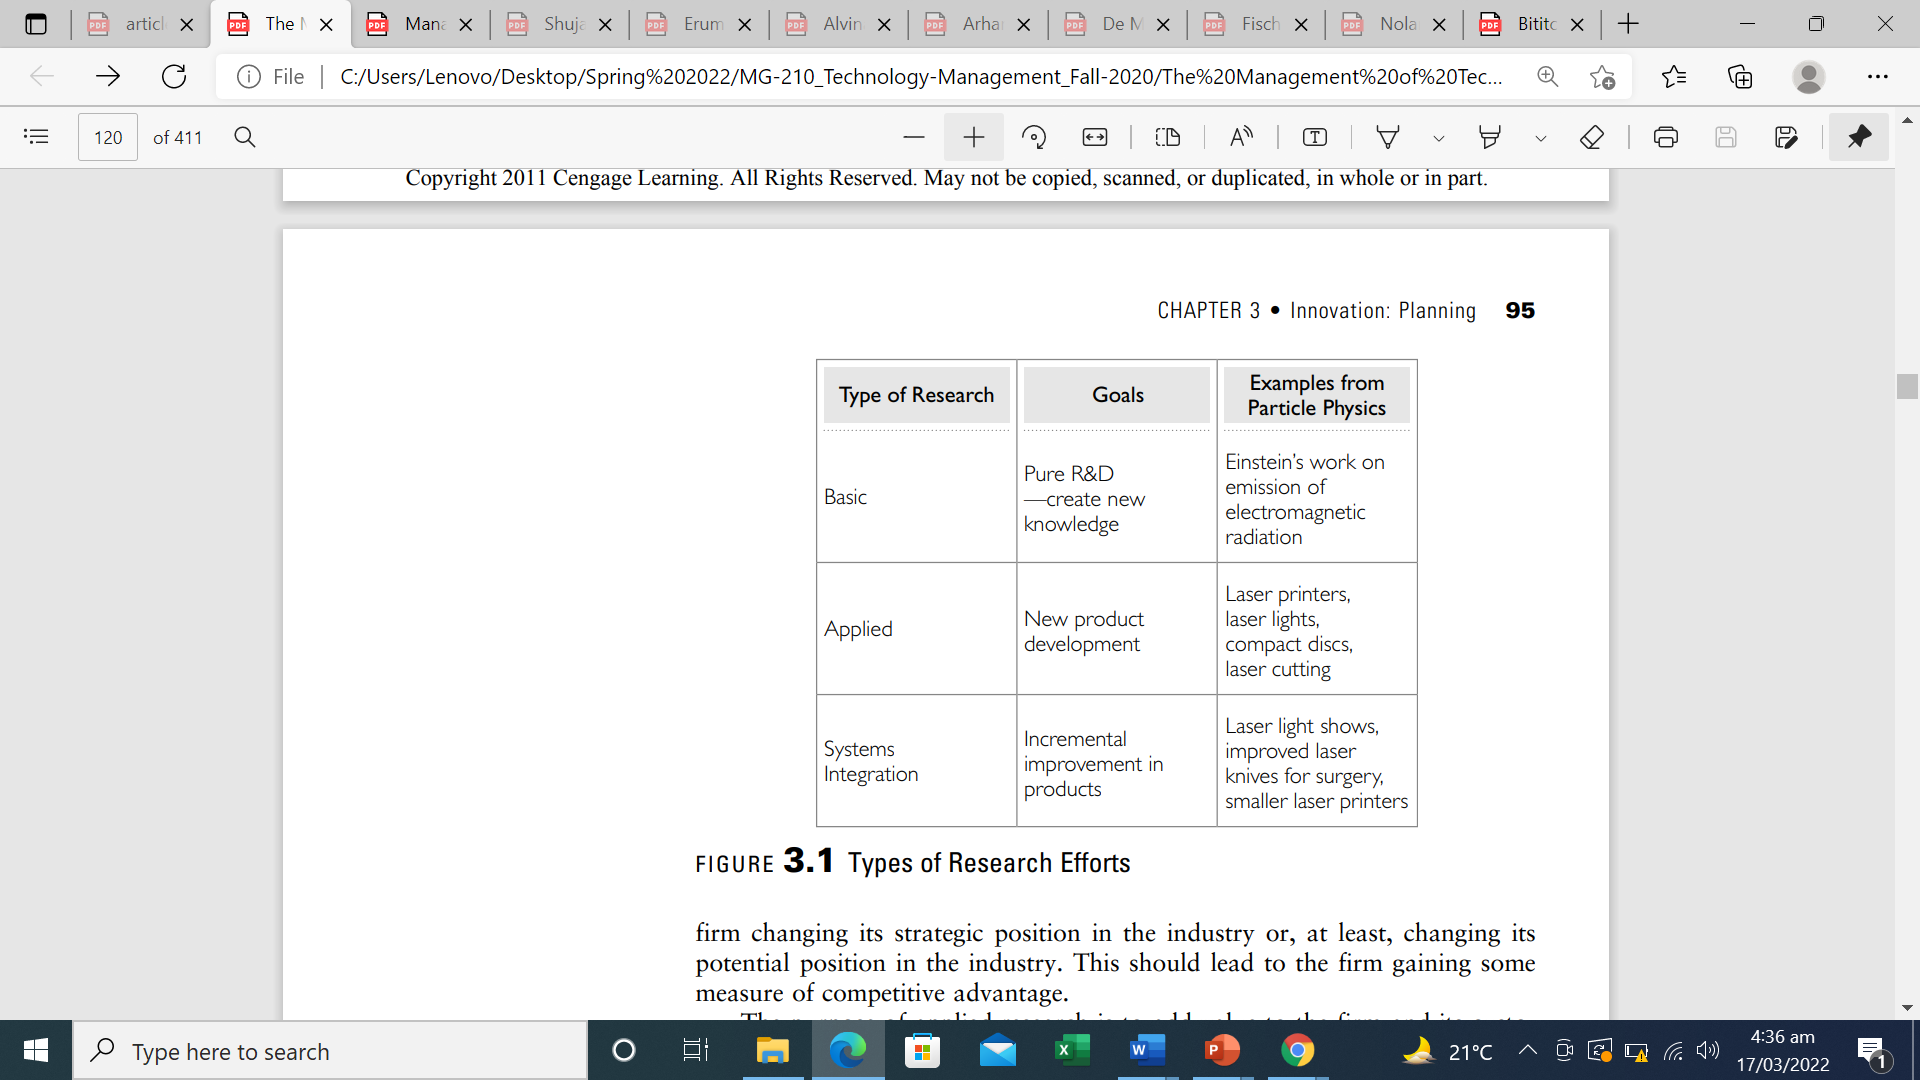 articl
The M
Mana
Shuja
Erum
Alvin
Arhar
De M
Fisch
Nola
Bititc
File
C:/Users/Lenovo/Desktop/Spring%202022/MG-210_Technology-Management_Fall-2020/The%20Management%20of%20Tec...
120 of 411
Copyright 2011 Cengage Learning. All Rights Reserved. May not be copied, scanned, or duplicated, in whole or in part.
CHAPTER 3 • Innovation: Planning 95
Type of Research
Goals
Examples from
Particle Physics
Basic
Pure R&D
—create new
knowledge
Einstein's work on
emission of
electromagnetic
radiation
Applied
New product
development
Laser printers,
laser lights,
compact discs,
laser cutting
Systems
Integration
Incremental
improvement in
products
Laser light shows,
improved laser
knives for surgery,
smaller laser printers
FIGURE 3.1 Types of Research Efforts
firm changing its strategic position in the industry or, at least, changing its
potential position in the industry. This should lead to the firm gaining some
measure of competitive advantage.
Type here to search
21°C
4:36 am
17/03/2022
1